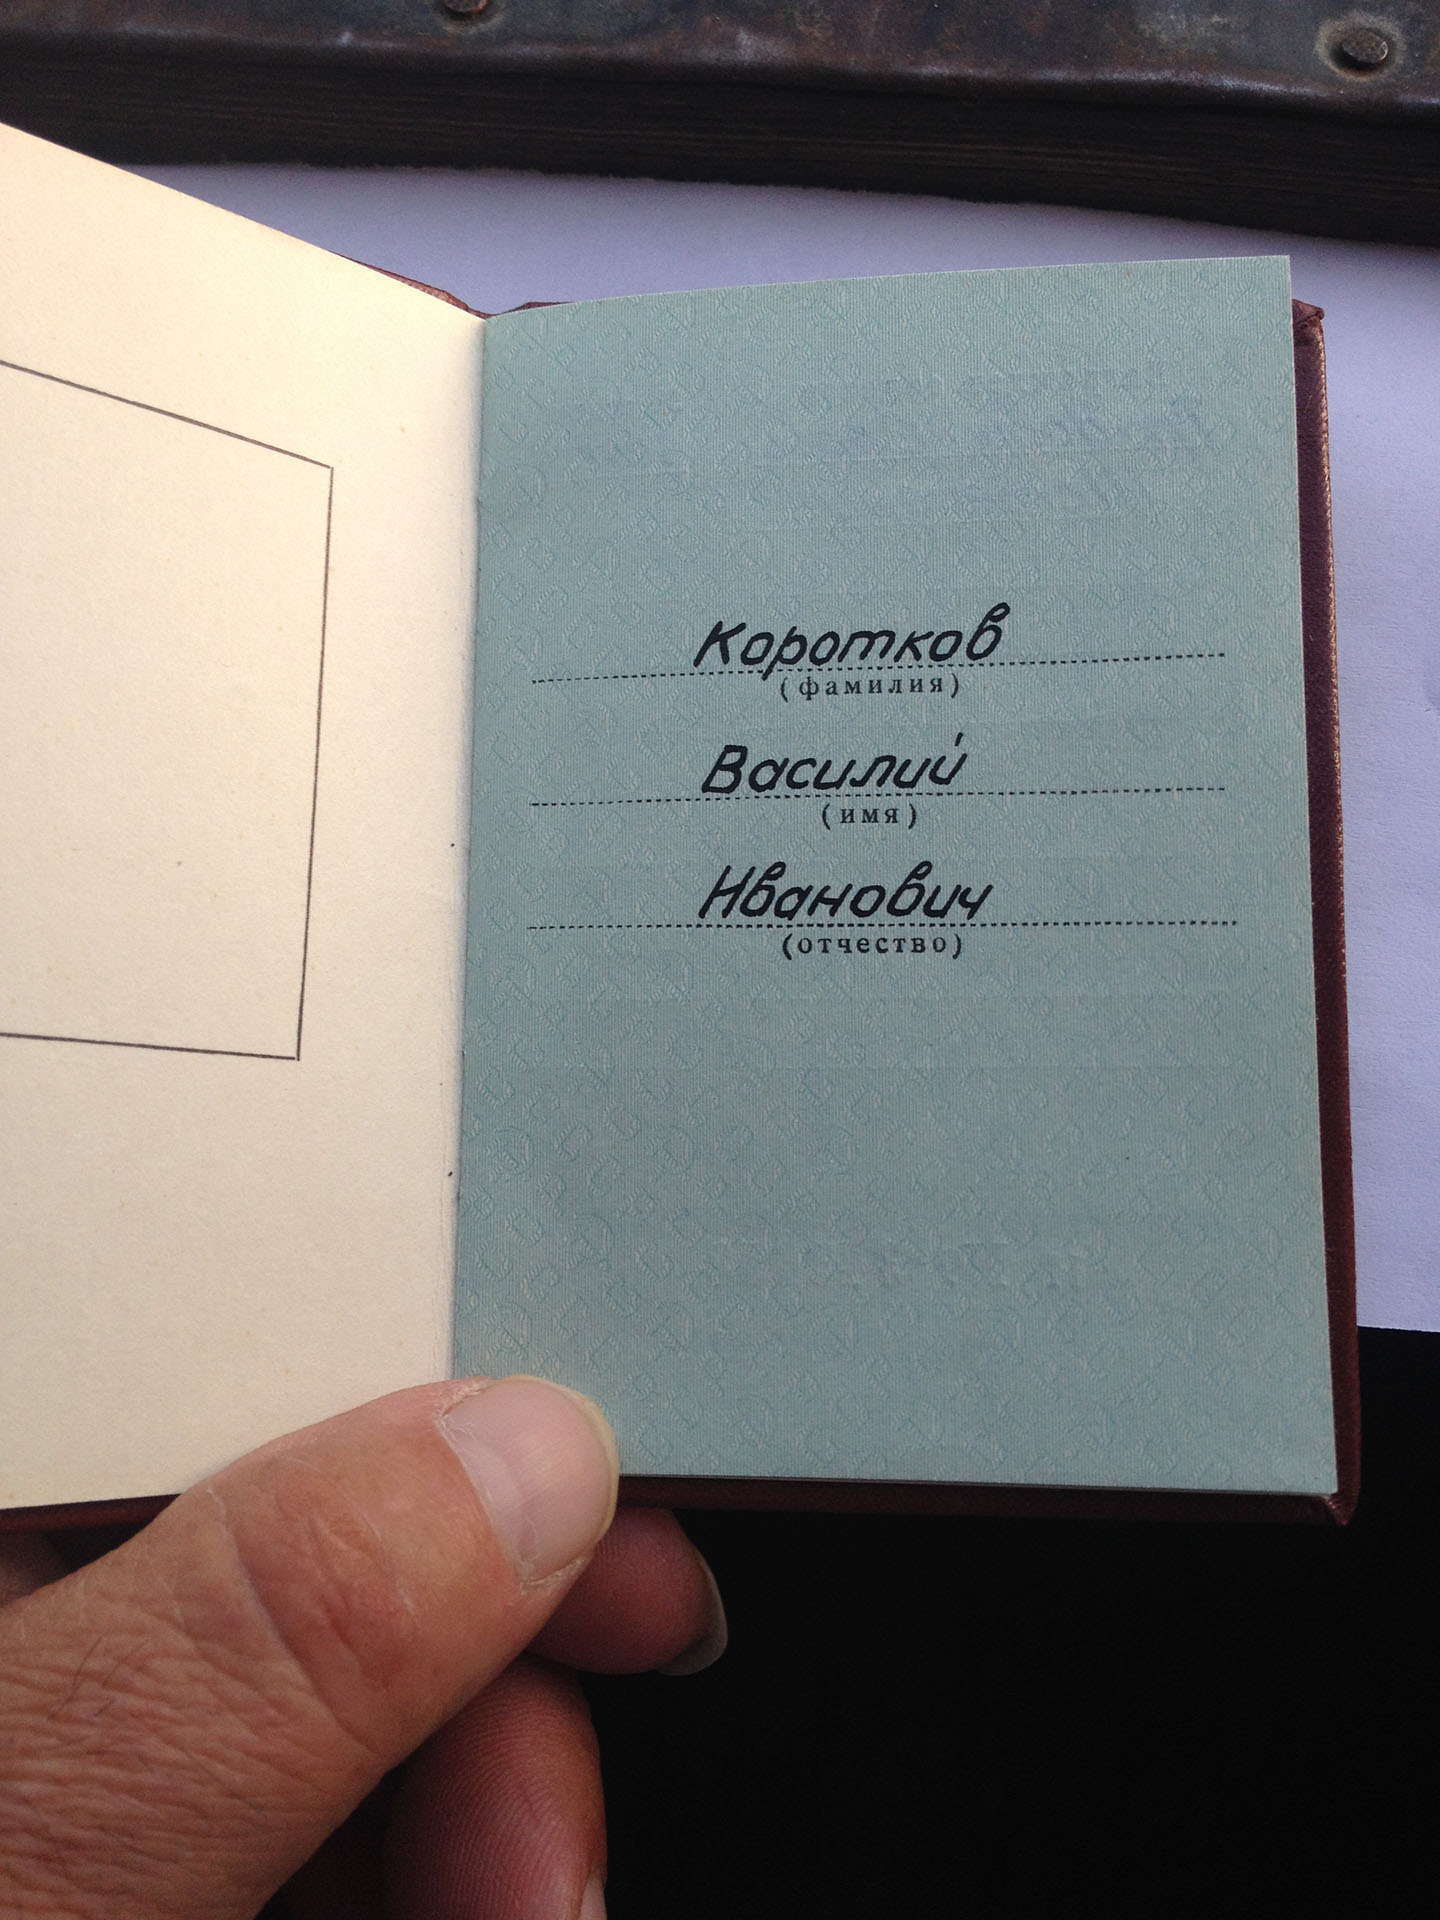 Коротков
(фамилия)
Василий
(имя)
Иванович
(отчество)